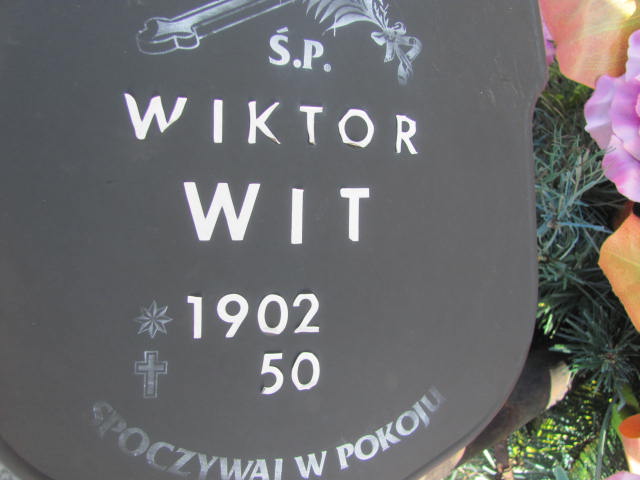 Ś.P.
WIKTOR
WIT
1902
50
SPOCZYWAJ W POKOJU